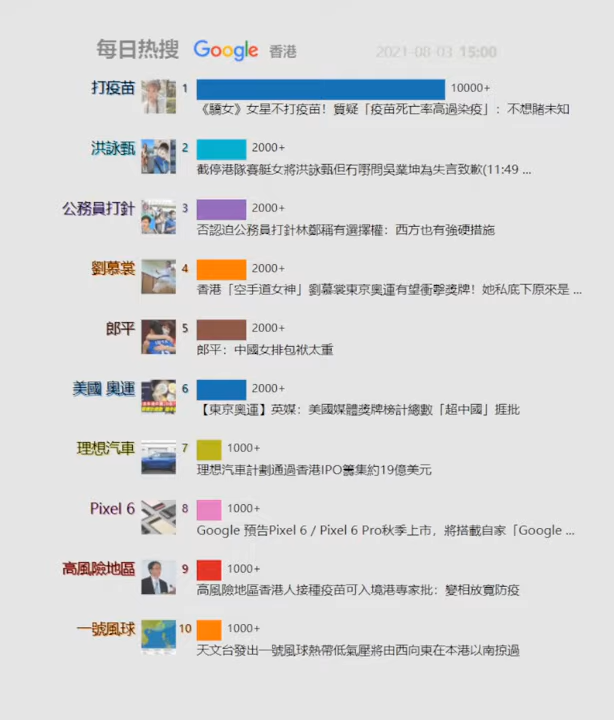 每日热搜 Google 香港 2021-08-03 15:00
打疫苗 1 10000+
《驕女》女星不打疫苗！質疑「疫苗死亡率高過染疫」：不想賭未知
洪詠甄 2 2000+
截停港隊賽艇女將洪詠甄但冇嘢問吳業坤為失言致歉(11:49 ...
公務員打針 3 2000+
否認迫公務員打針林鄭稱有選擇權：西方也有強硬措施
劉慕裳 4 2000+
香港「空手道女神」劉慕裳東京奧運有望衝擊獎牌！她私底下原來是 ...
郎平 5 2000+
郎平：中國女排包袱太重
美國 奧運 6 2000+
【東京奧運】英媒：美國媒體獎牌榜計總數「超中國」捱批
理想汽車 7 1000+
理想汽車計劃通過香港IPO籌集約19億美元
Pixel 6 8 1000+
Google 預告Pixel 6 / Pixel 6 Pro秋季上市，將搭載自家「Google ...
高風險地區 9 1000+
高風險地區香港人接種疫苗可入境港專家批：變相放寬防疫
一號風球 10 1000+
天文台發出一號風球熱帶低氣壓將由西向東在本港以南掠過